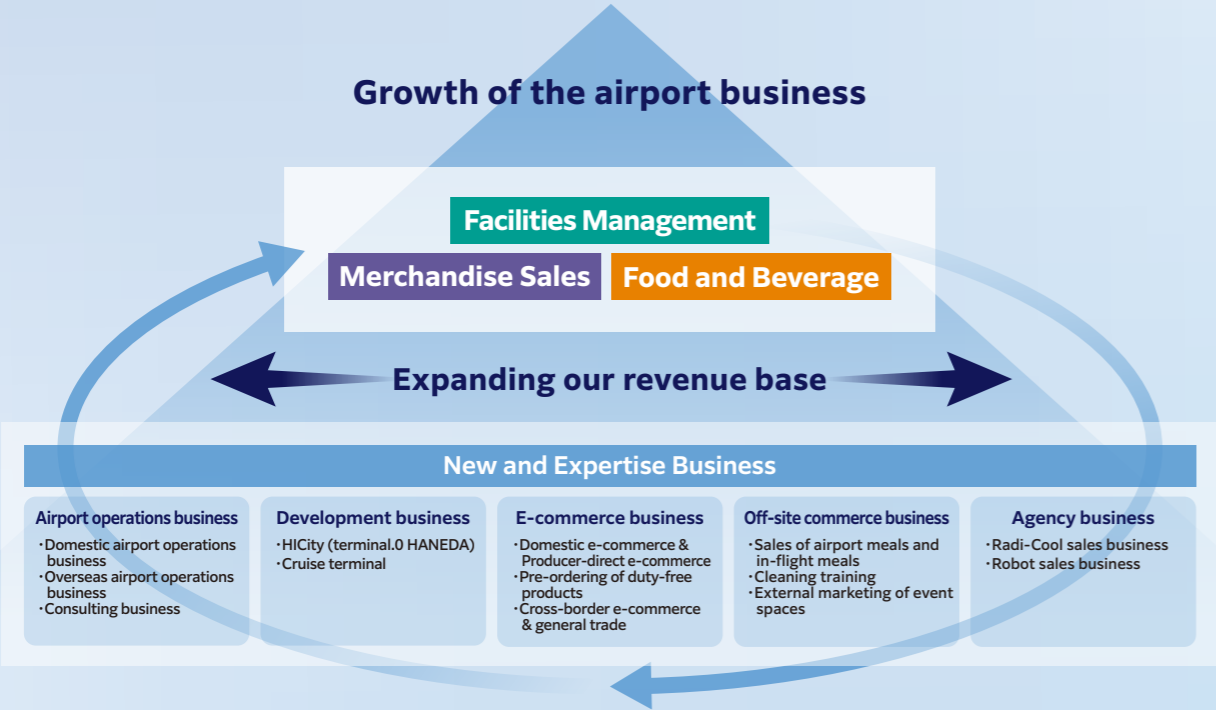 Growth of the airport business
Facilities Management
Merchandise Sales
Food and Beverage
Expanding our revenue base
New and Expertise Business
Airport operations business
・Domestic airport operations
business
・Overseas airport operations
business
・Consulting business
Development business
・HICity (terminal.0 HANEDA)
・Cruise terminal
E-commerce business
・Domestic e-commerce &
Producer-direct e-commerce
・Pre-ordering of duty-free
products
・Cross-border e-commerce
& general trade
Off-site commerce business
・Sales of airport meals and
in-flight meals
・Cleaning training
・External marketing of event
spaces
Agency business
・Radi-Cool sales business
・Robot sales business